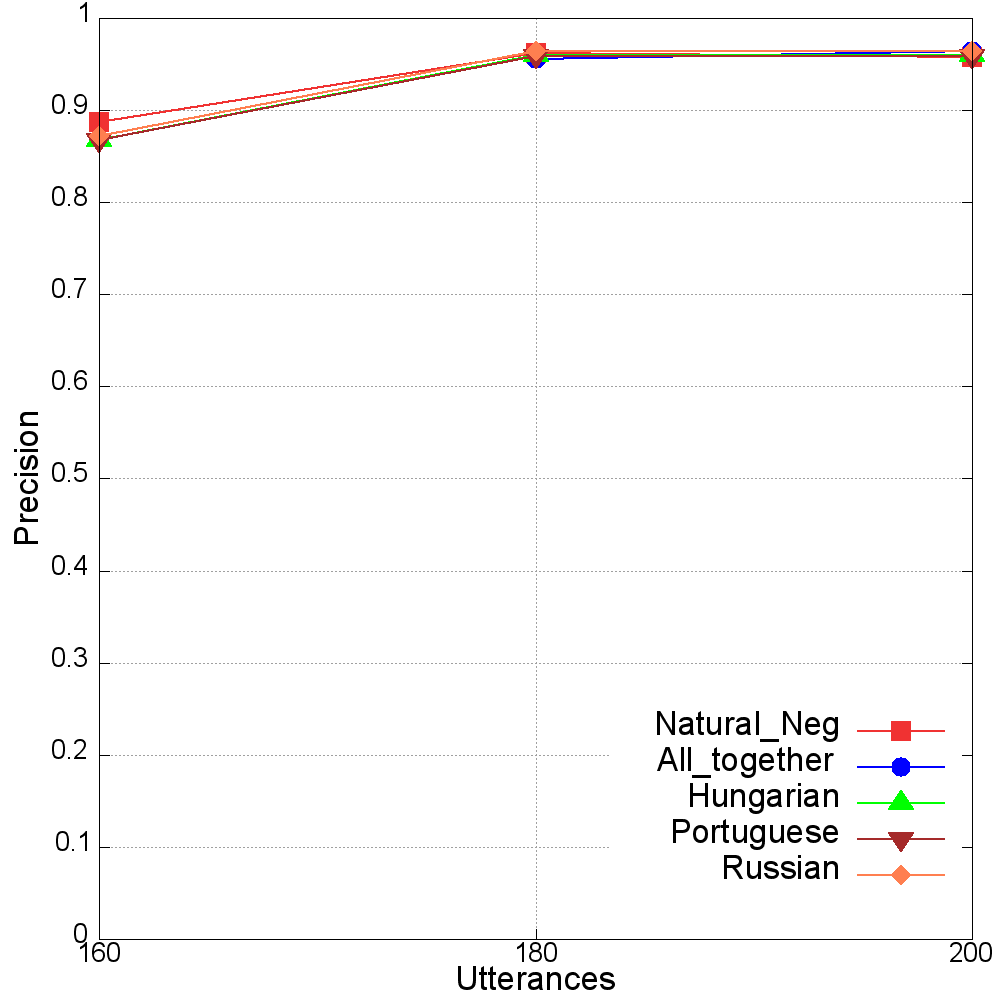 1
0.9
0.8
0.7
0.6
0.5
0.4
0.3
0.2
0.1
0
Precision
160
180
200
Utterances
Natural_Neg
All_together
Hungarian
Portuguese
Russian